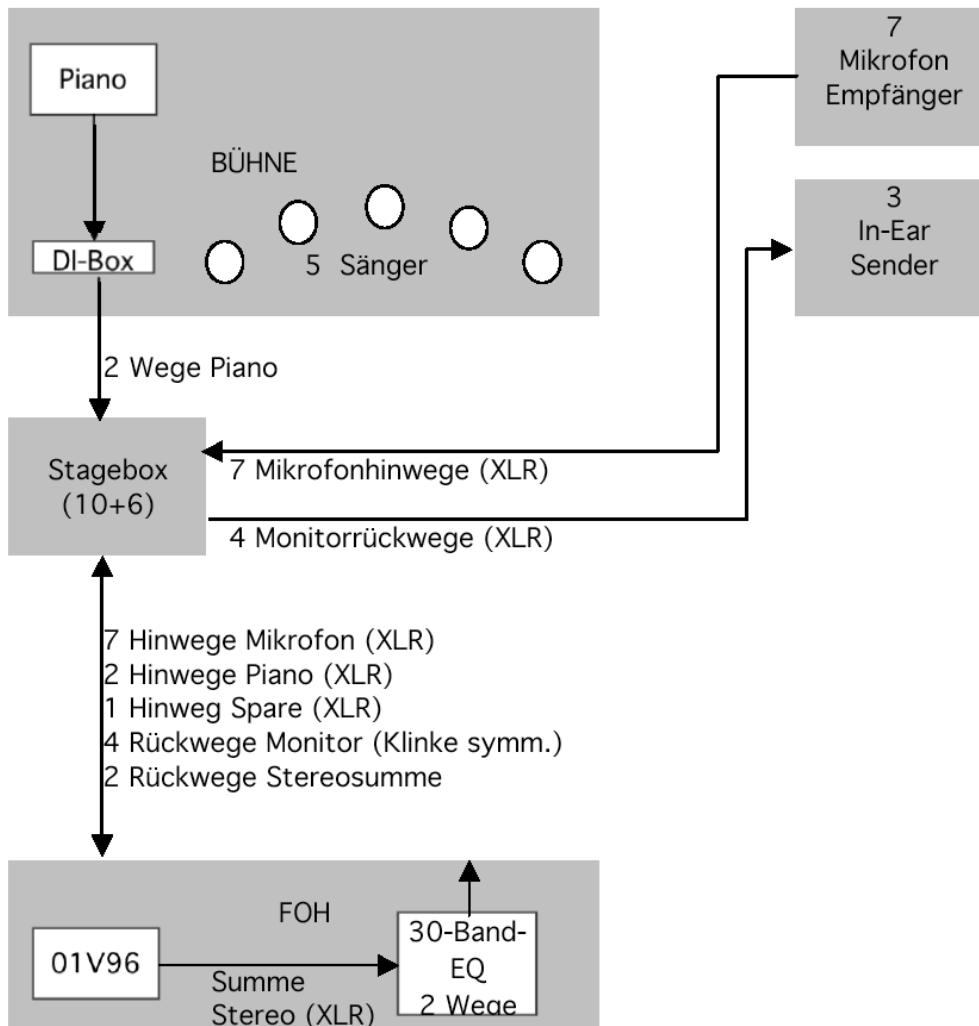 Piano
DI-Box
BÜHNE
5 Sänger
7
Mikrofon
Empfänger
3
In-Ear
Sender
2 Wege Piano
Stagebox
(10+6)
7 Mikrofonhinwege (XLR)
4 Monitorrückwege (XLR)
7 Hinwege Mikrofon (XLR)
2 Hinwege Piano (XLR)
1 Hinweg Spare (XLR)
4 Rückwege Monitor (Klinke symm.)
2 Rückwege Stereosumme
FOH
01V96
Summe
Stereo (XLR)
30-Band-
EQ
2 Wege